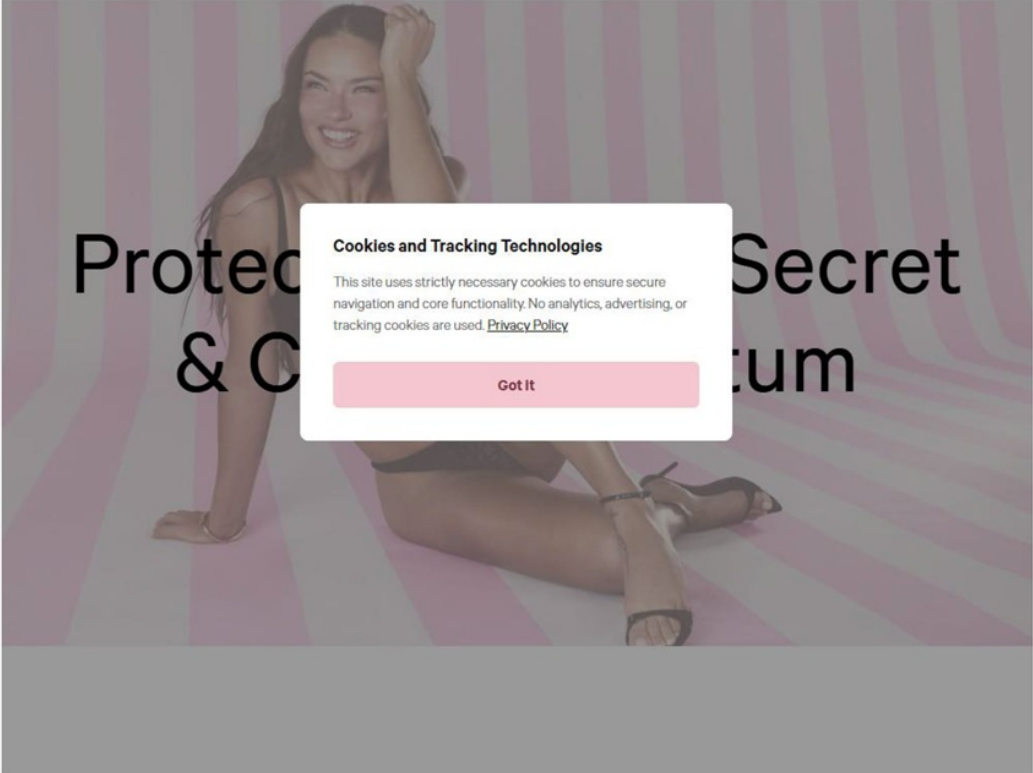 Protec
Secret
& C
tum
Cookies and Tracking Technologies
This site uses strictly necessary cookies to ensure secure
navigation and core functionality. No analytics, advertising, or
tracking cookies are used. Privacy Policy
Got It